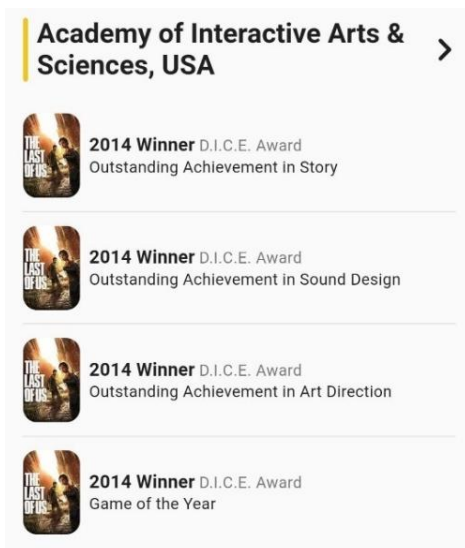 Academy of Interactive Arts &
Sciences, USA
THE
LAST
OF US
2014 Winner D.I.C.E. Award
Outstanding Achievement in Story
THE
LAST
OF US
2014 Winner D.I.C.E. Award
Outstanding Achievement in Sound Design
THE
LAST
OF US
2014 Winner D.I.C.E. Award
Outstanding Achievement in Art Direction
THE
LAST
OF US
2014 Winner D.I.C.E. Award
Game of the Year